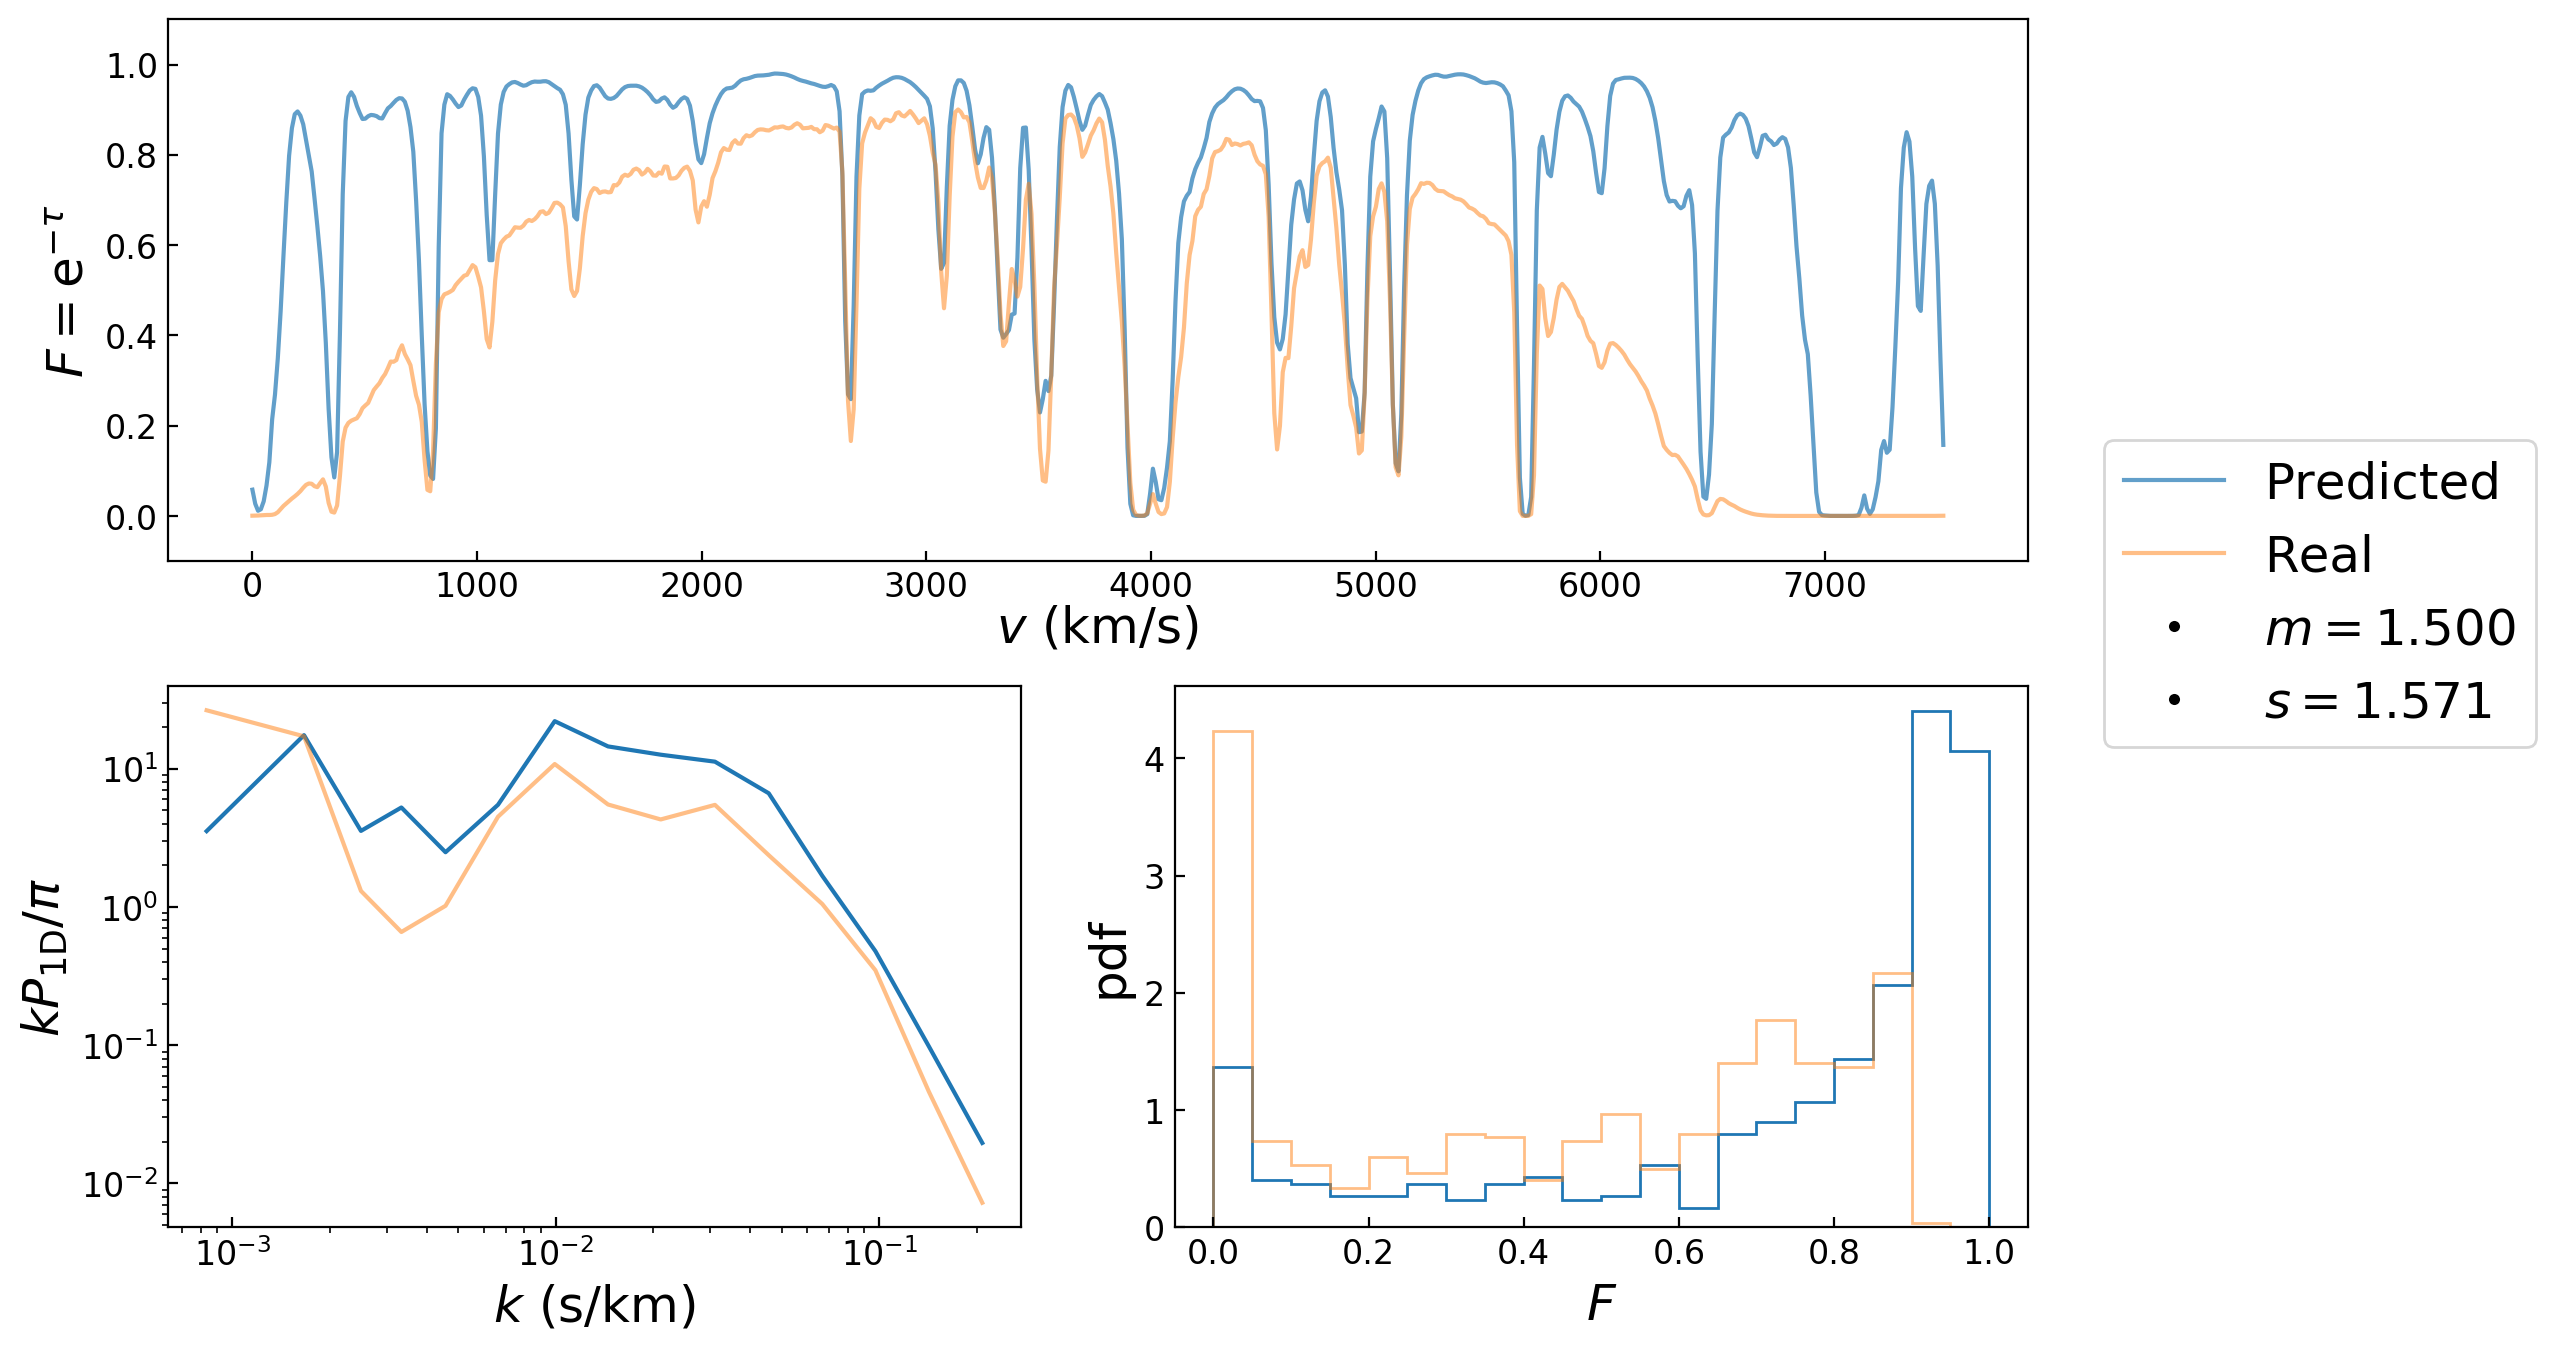 1.0
0.8
0.6
0.4
0.2
0.0
F = e^{-τ}
0 1000 2000 3000 4000 5000 6000 7000
v (km/s)
Predicted
Real
m = 1.500
s = 1.571
10^1
10^0
10^{-1}
10^{-2}
kP_{1D}/π
10^{-3} 10^{-2} 10^{-1}
k (s/km)
4
3
2
1
0
pdf
0.0 0.2 0.4 0.6 0.8 1.0
F